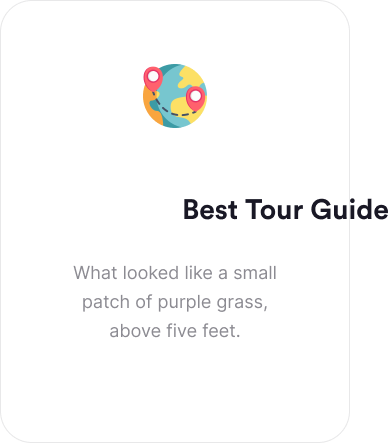 Best Tour Guide
What looked like a small
patch of purple grass,
above five feet.